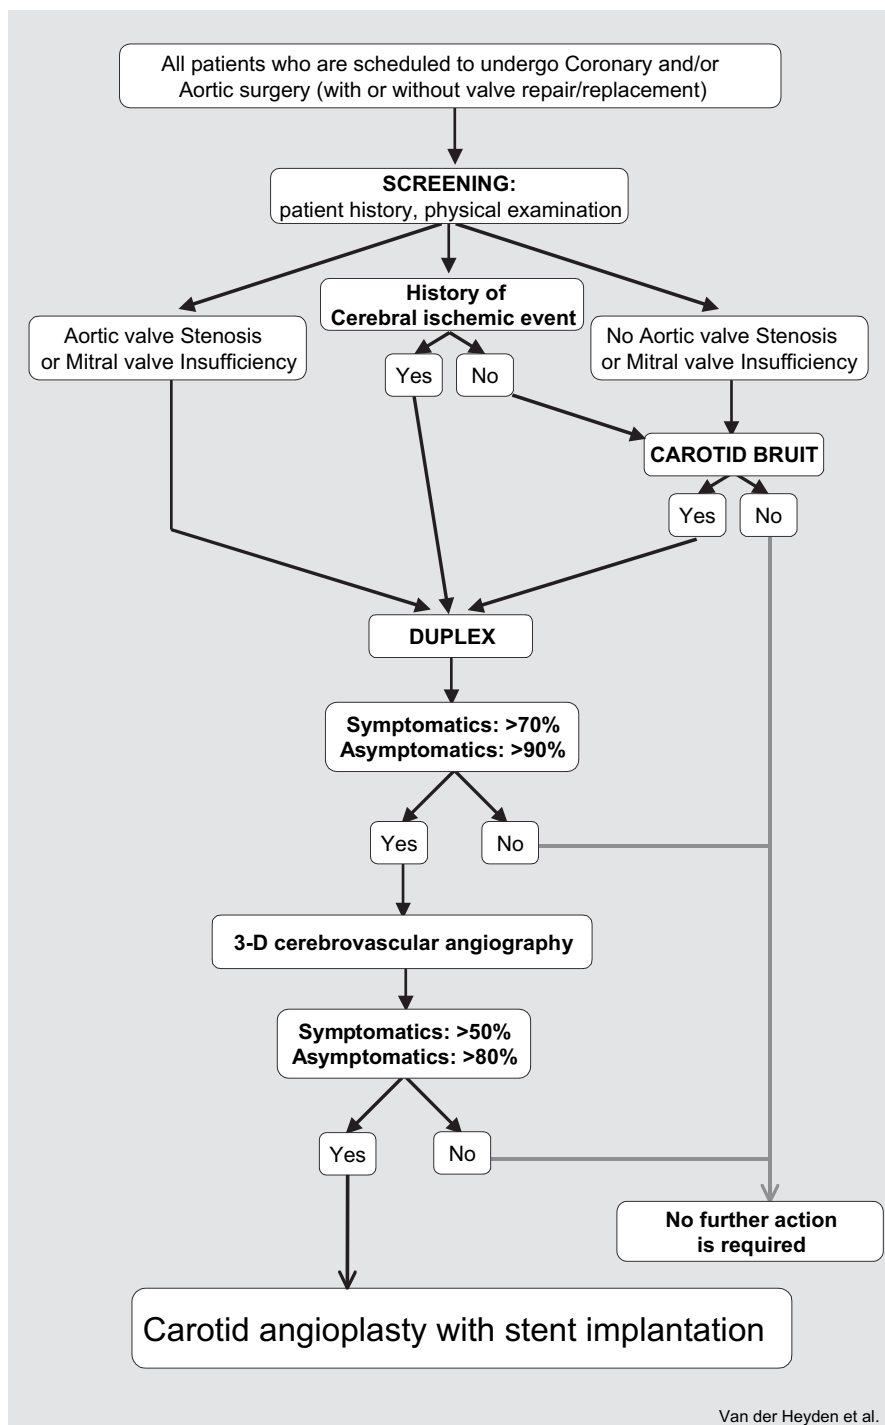 All patients who are scheduled to undergo Coronary and/or
Aortic surgery (with or without valve repair/replacement)
SCREENING:
patient history, physical examination
History of
Cerebral ischemic event
Aortic valve Stenosis
or Mitral valve Insufficiency
No Aortic valve Stenosis
or Mitral valve Insufficiency
Yes
No
CAROTID BRUIT
Yes
No
DUPLEX
Symptomatics: >70%
Asymptomatics: >90%
Yes
No
3-D cerebrovascular angiography
Symptomatics: >50%
Asymptomatics: >80%
Yes
No
No further action
is required
Carotid angioplasty with stent implantation
Van der Heyden et al.